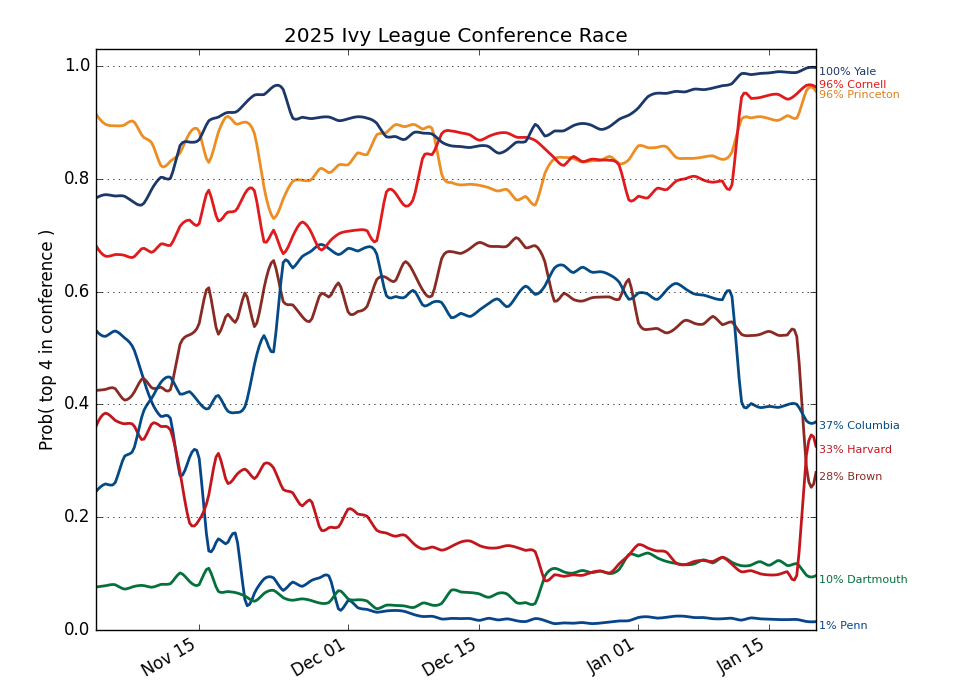 2025 Ivy League Conference Race
Prob( top 4 in conference )
1.0
0.8
0.6
0.4
0.2
0.0
Nov 15
Dec 01
Dec 15
Jan 01
Jan 15
100% Yale
96% Cornell
96% Princeton
37% Columbia
33% Harvard
28% Brown
10% Dartmouth
1% Penn